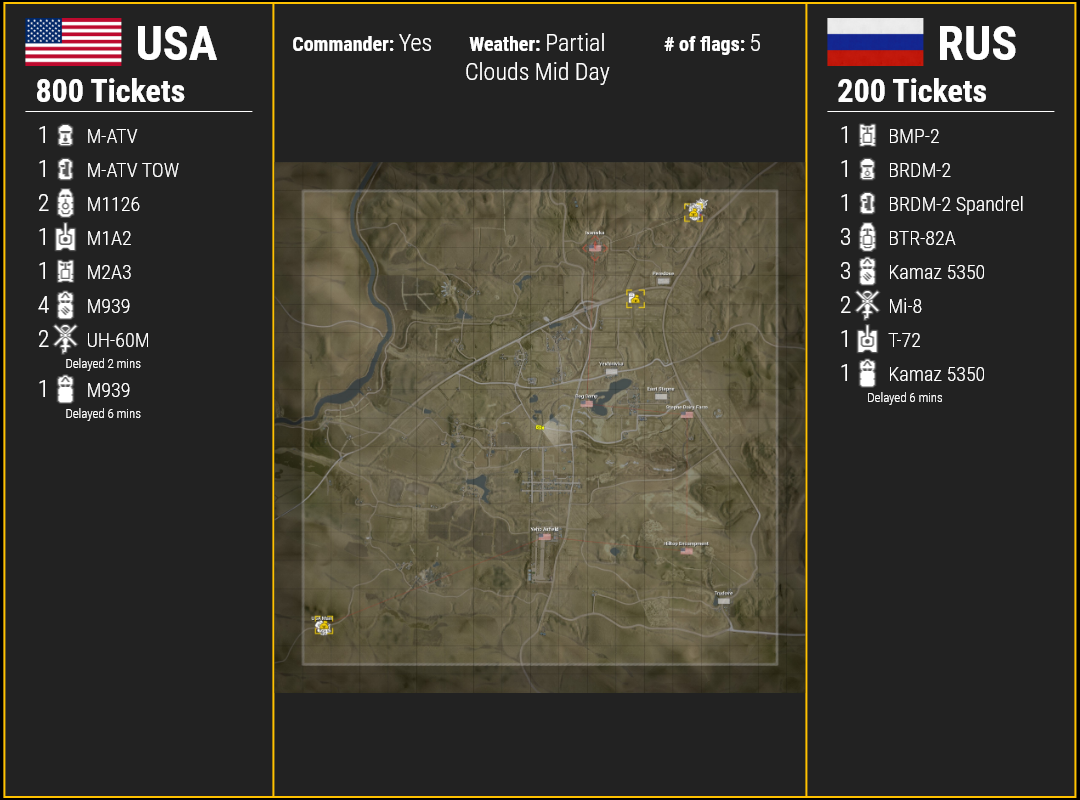 USA
800 Tickets
1 M-ATV
1 M-ATV TOW
2 M1126
1 M1A2
1 M2A3
4 M939
2 UH-60M
Delayed 2 mins
1 M939
Delayed 6 mins
Commander: Yes
Weather: Partial
Clouds Mid Day
# of flags: 5
RUS
200 Tickets
1 BMP-2
1 BRDM-2
1 BRDM-2 Spandrel
3 BTR-82A
3 Kamaz 5350
2 Mi-8
1 T-72
1 Kamaz 5350
Delayed 6 mins